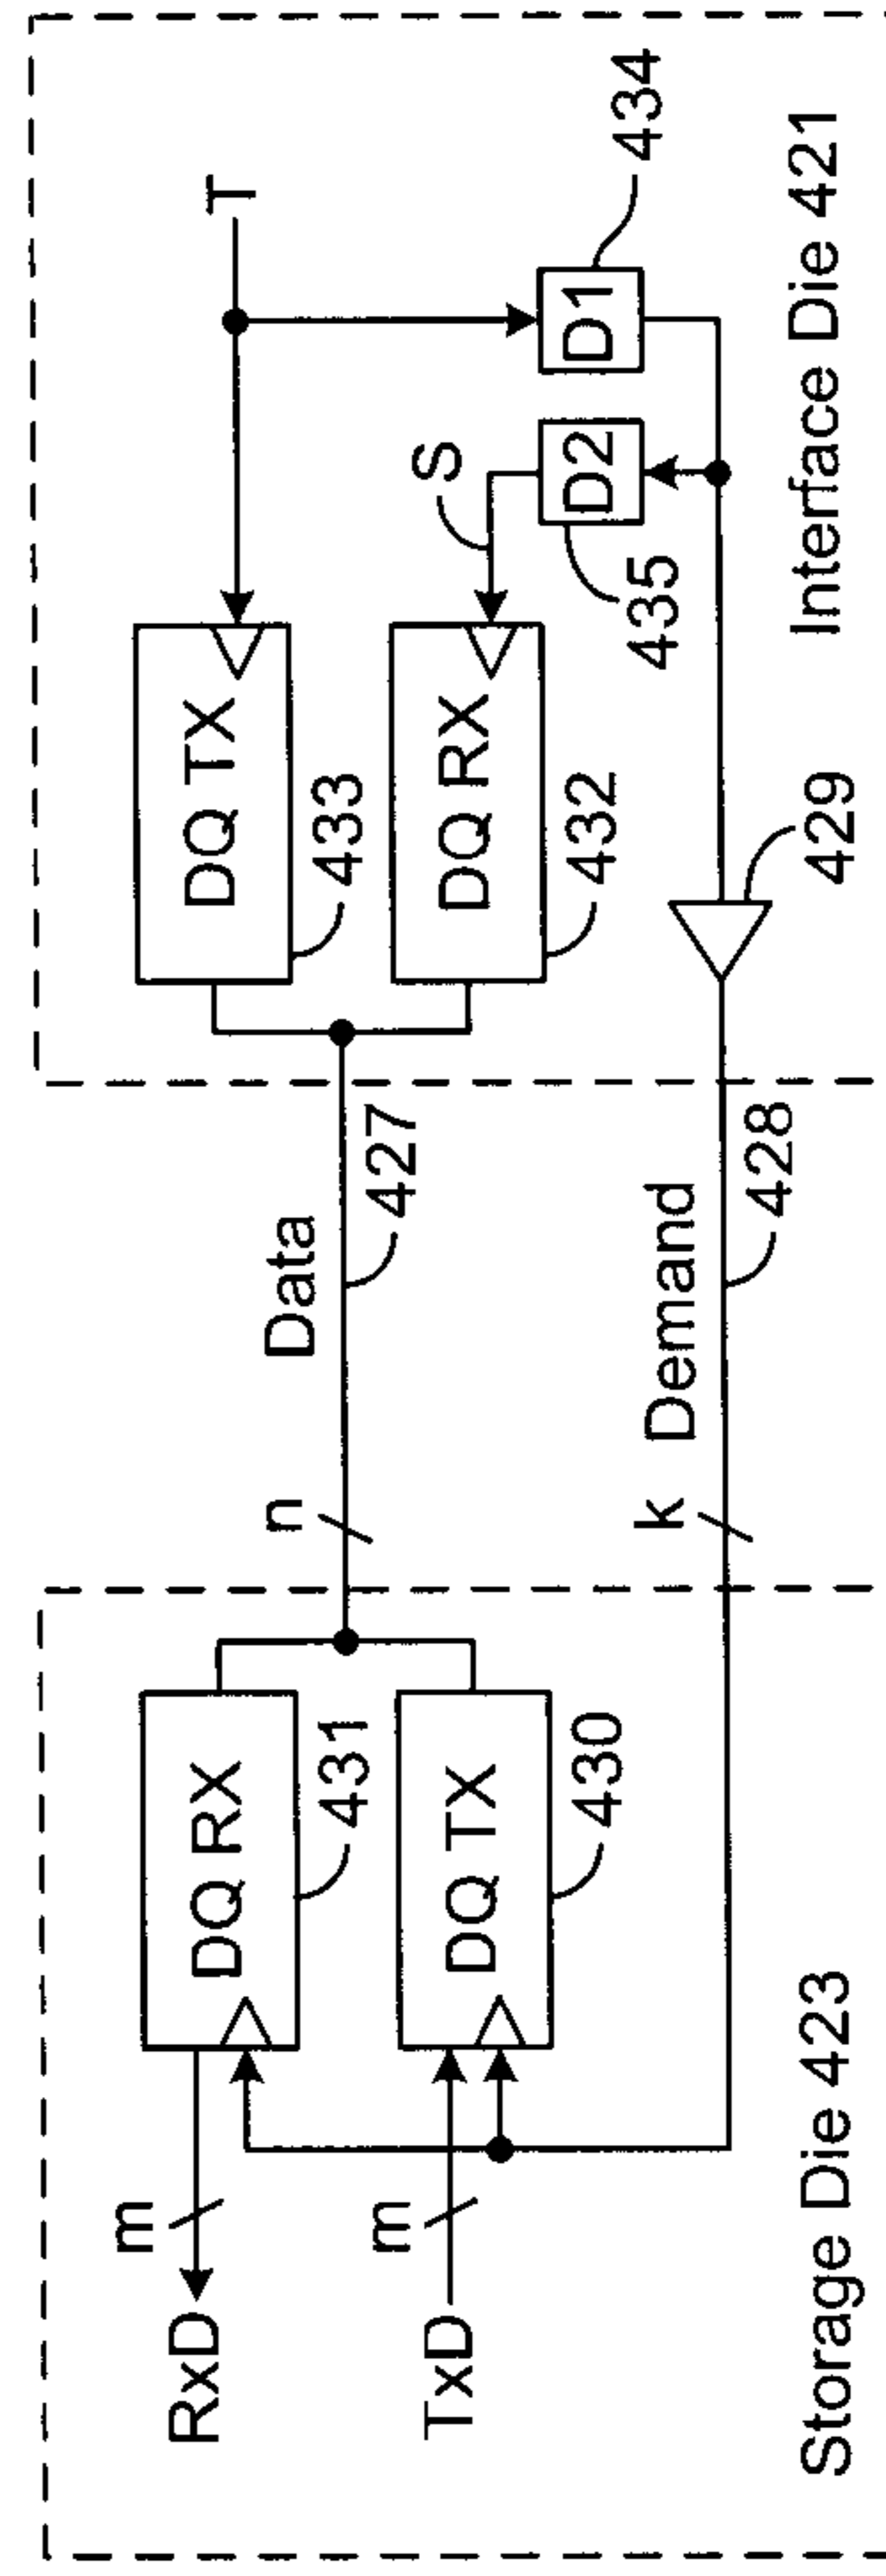 RxD
m
DQ RX
431
n
Data
427
DQ TX
433
T
TxD
m
DQ TX
430
k
Demand
428
DQ RX
432
S
D2
435
D1
434
429
Storage Die 423
Interface Die 421